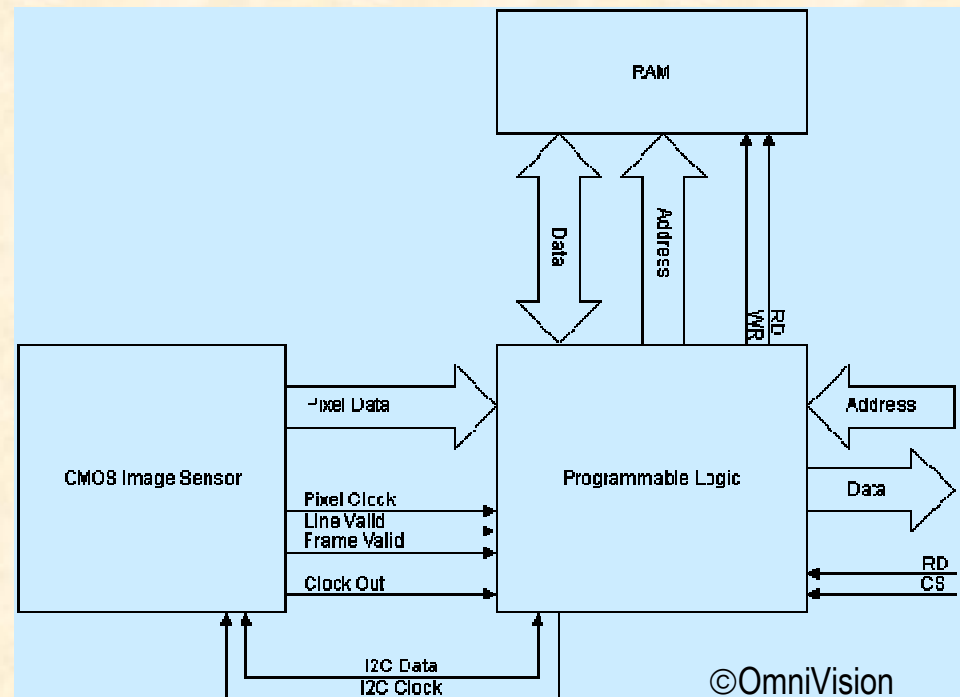 RAM
Data
Address
WR
RD
Pixel Data
Address
CMOS Image Sensor
Programmable Logic
Data
Pixel Clock
Line Valid
Frame Valid
RD
Clock Out
CS
I2C Data
I2C Clock
©OmniVision